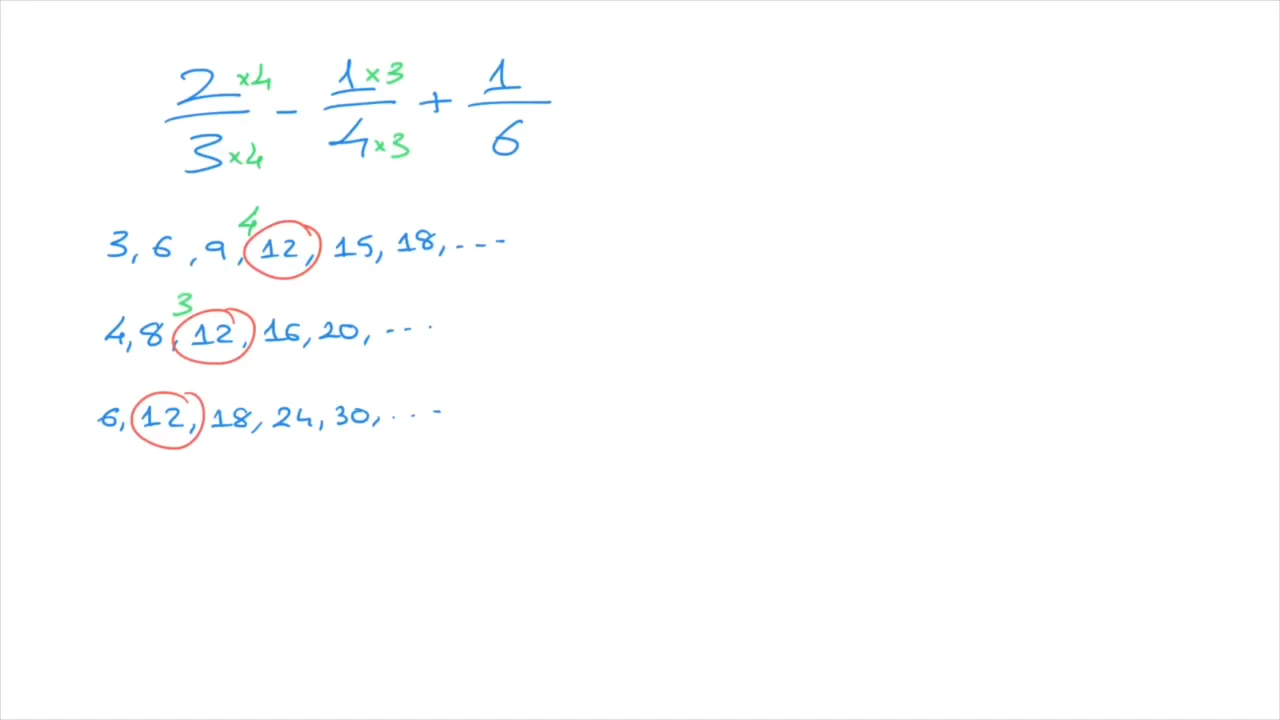 2×4 1×3 1
— - — + —
3×4 4×3 6
4
3, 6, 9, 12, 15, 18, ---
3
4, 8, 12, 16, 20, ---
6, 12, 18, 24, 30, ...